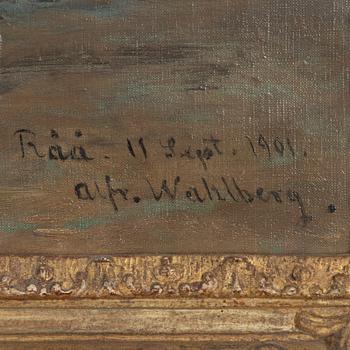 Råå. 11 Sept. 1901.
Alfr. Wahlberg.